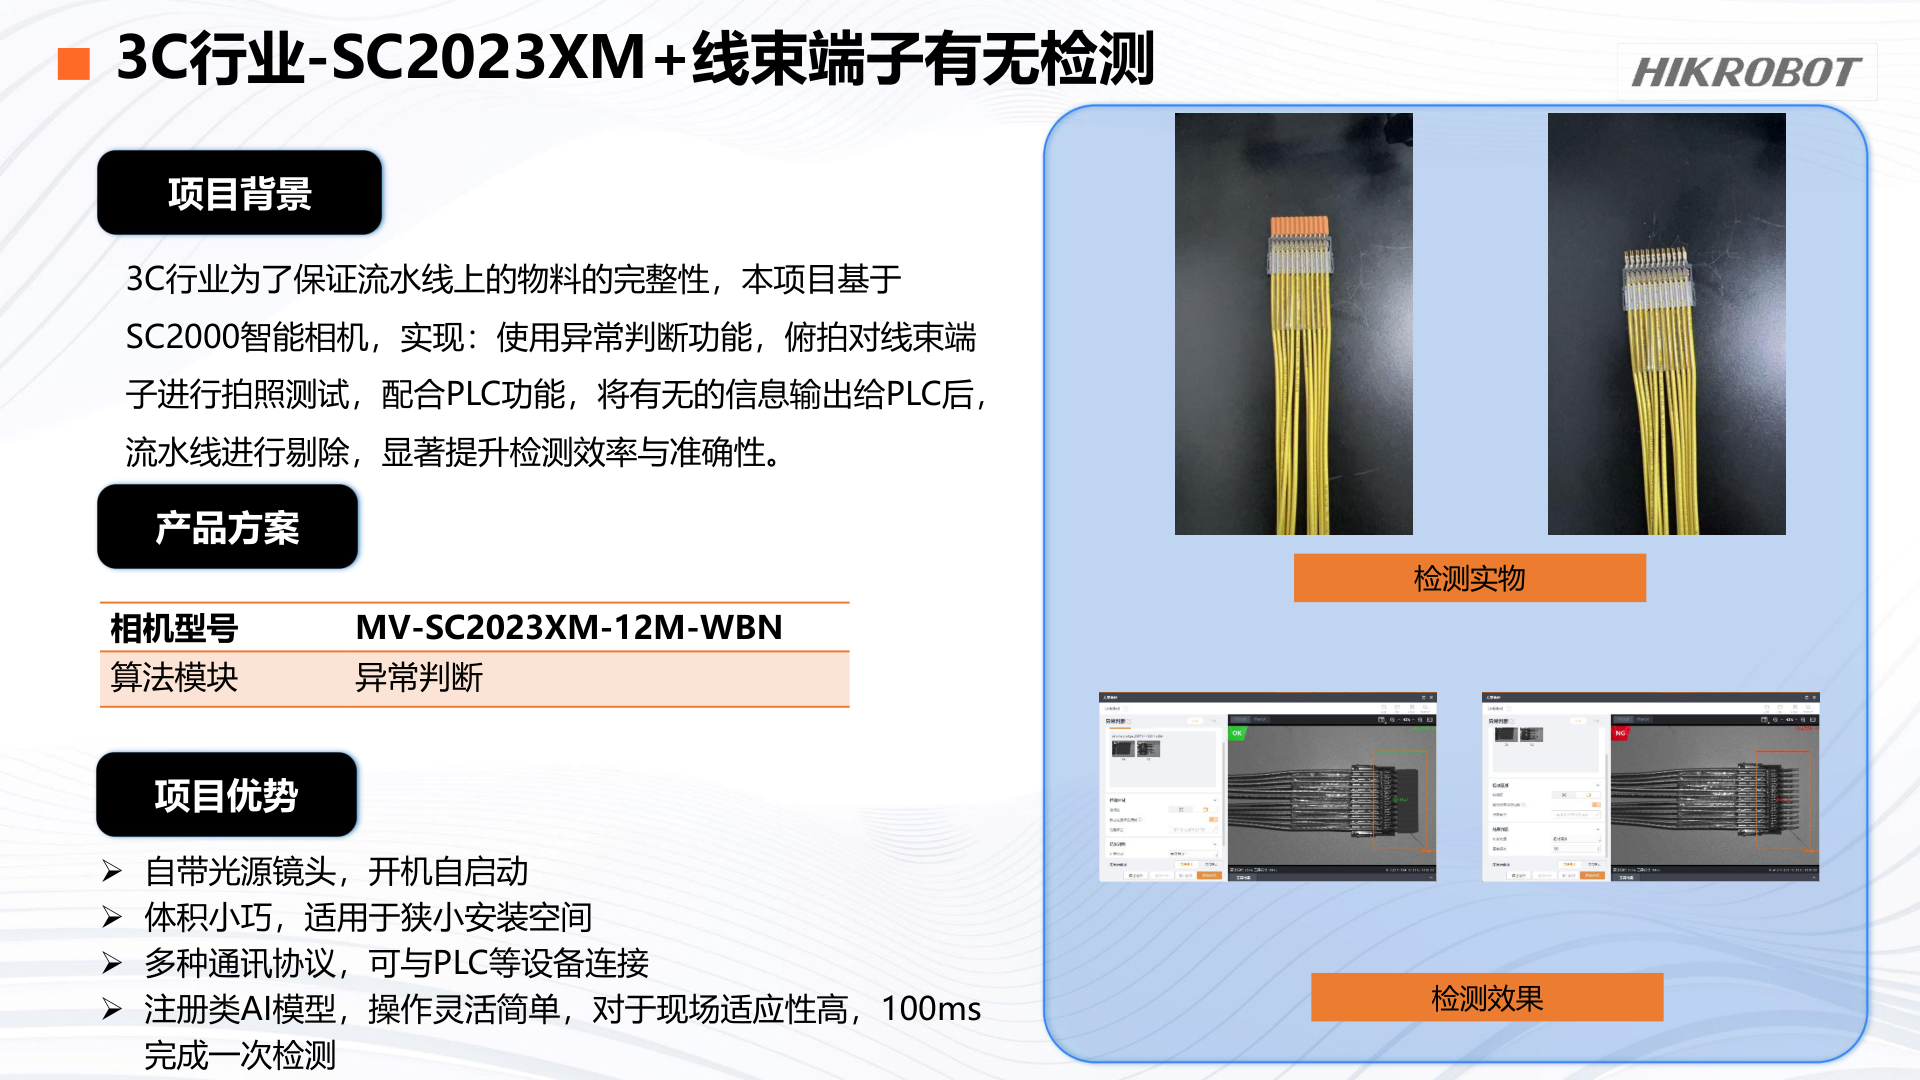 3C行业-SC2023XM+线束端子有无检测
HIKROBOT
项目背景
3C行业为了保证流水线上的物料的完整性，本项目基于
SC2000智能相机，实现：使用异常判断功能，俯拍对线束端
子进行拍照测试，配合PLC功能，将有无的信息输出给PLC后，
流水线进行剔除，显著提升检测效率与准确性。
产品方案
相机型号 MV-SC2023XM-12M-WBN
算法模块 异常判断
项目优势
自带光源镜头，开机自启动
体积小巧，适用于狭小安装空间
多种通讯协议，可与PLC等设备连接
注册类AI模型，操作灵活简单，对于现场适应性高，100ms
完成一次检测
检测实物
异常判断
OK
异常判断
NG
检测效果